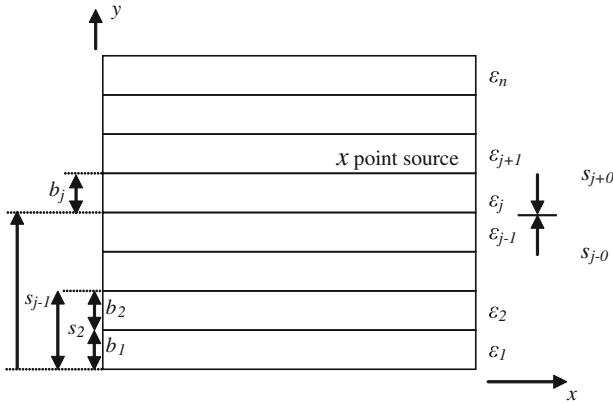 y
εₙ
x point source
εⱼ₊₁
sⱼ₊₀
bⱼ
εⱼ
εⱼ₋₁
sⱼ₋₀
sⱼ₋₁
s₂
b₂
ε₂
b₁
ε₁
x